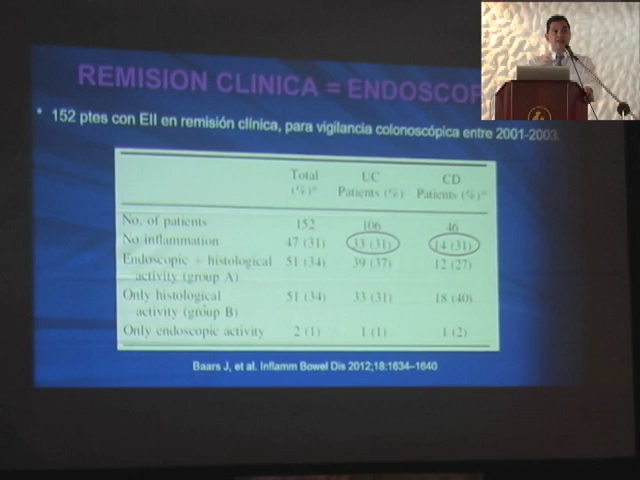 REMISION CLINICA = ENDOSCOP
* 152 ptes con EII en remisión clínica, para vigilancia colonoscópica entre 2001-2003.
Total (%)ᵃ UC Patients (%) CD Patients (%)ᵃ
No. of patients 152 106 46
No inflammation 47 (31) 33 (31) 14 (31)
Endoscopic + histological 51 (34) 39 (37) 12 (27)
activity (group A)
Only histological 51 (34) 33 (31) 18 (40)
activity (group B)
Only endoscopic activity 2 (1) 1 (1) 1 (2)
Baars J, et al. Inflamm Bowel Dis 2012;18:1634–1640